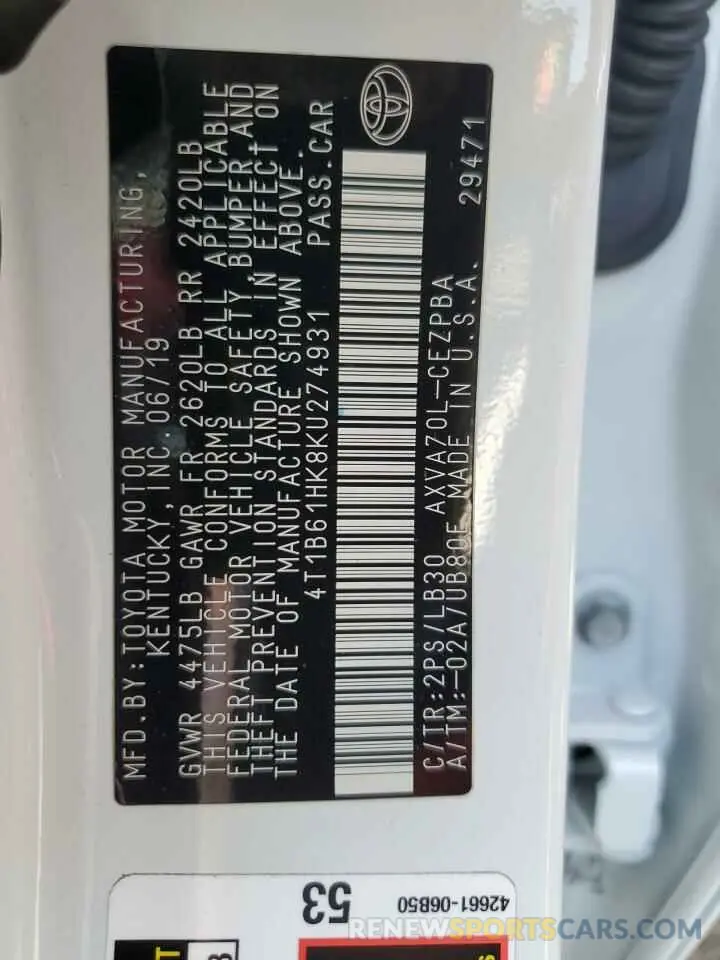 MFD.BY:TOYOTA MOTOR MANUFACTURING,
KENTUCKY,INC. 06/19
GVWR 4475LB GAWR FR 2620LB RR 2420LB
THIS VEHICLE CONFORMS TO ALL APPLICABLE
FEDERAL MOTOR VEHICLE SAFETY,BUMPER,AND
THEFT PREVENTION STANDARDS IN EFFECT ON
THE DATE OF MANUFACTURE SHOWN ABOVE.
4T1B61HK8KU274931 PASS.CAR
C/TR:2PS/LB30 AXVA70L-CEZPBA
A/TM:-02A/UB80E MADE IN U.S.A. 29471
53
42661-06B50
RENEWSPORTSCARS.COM